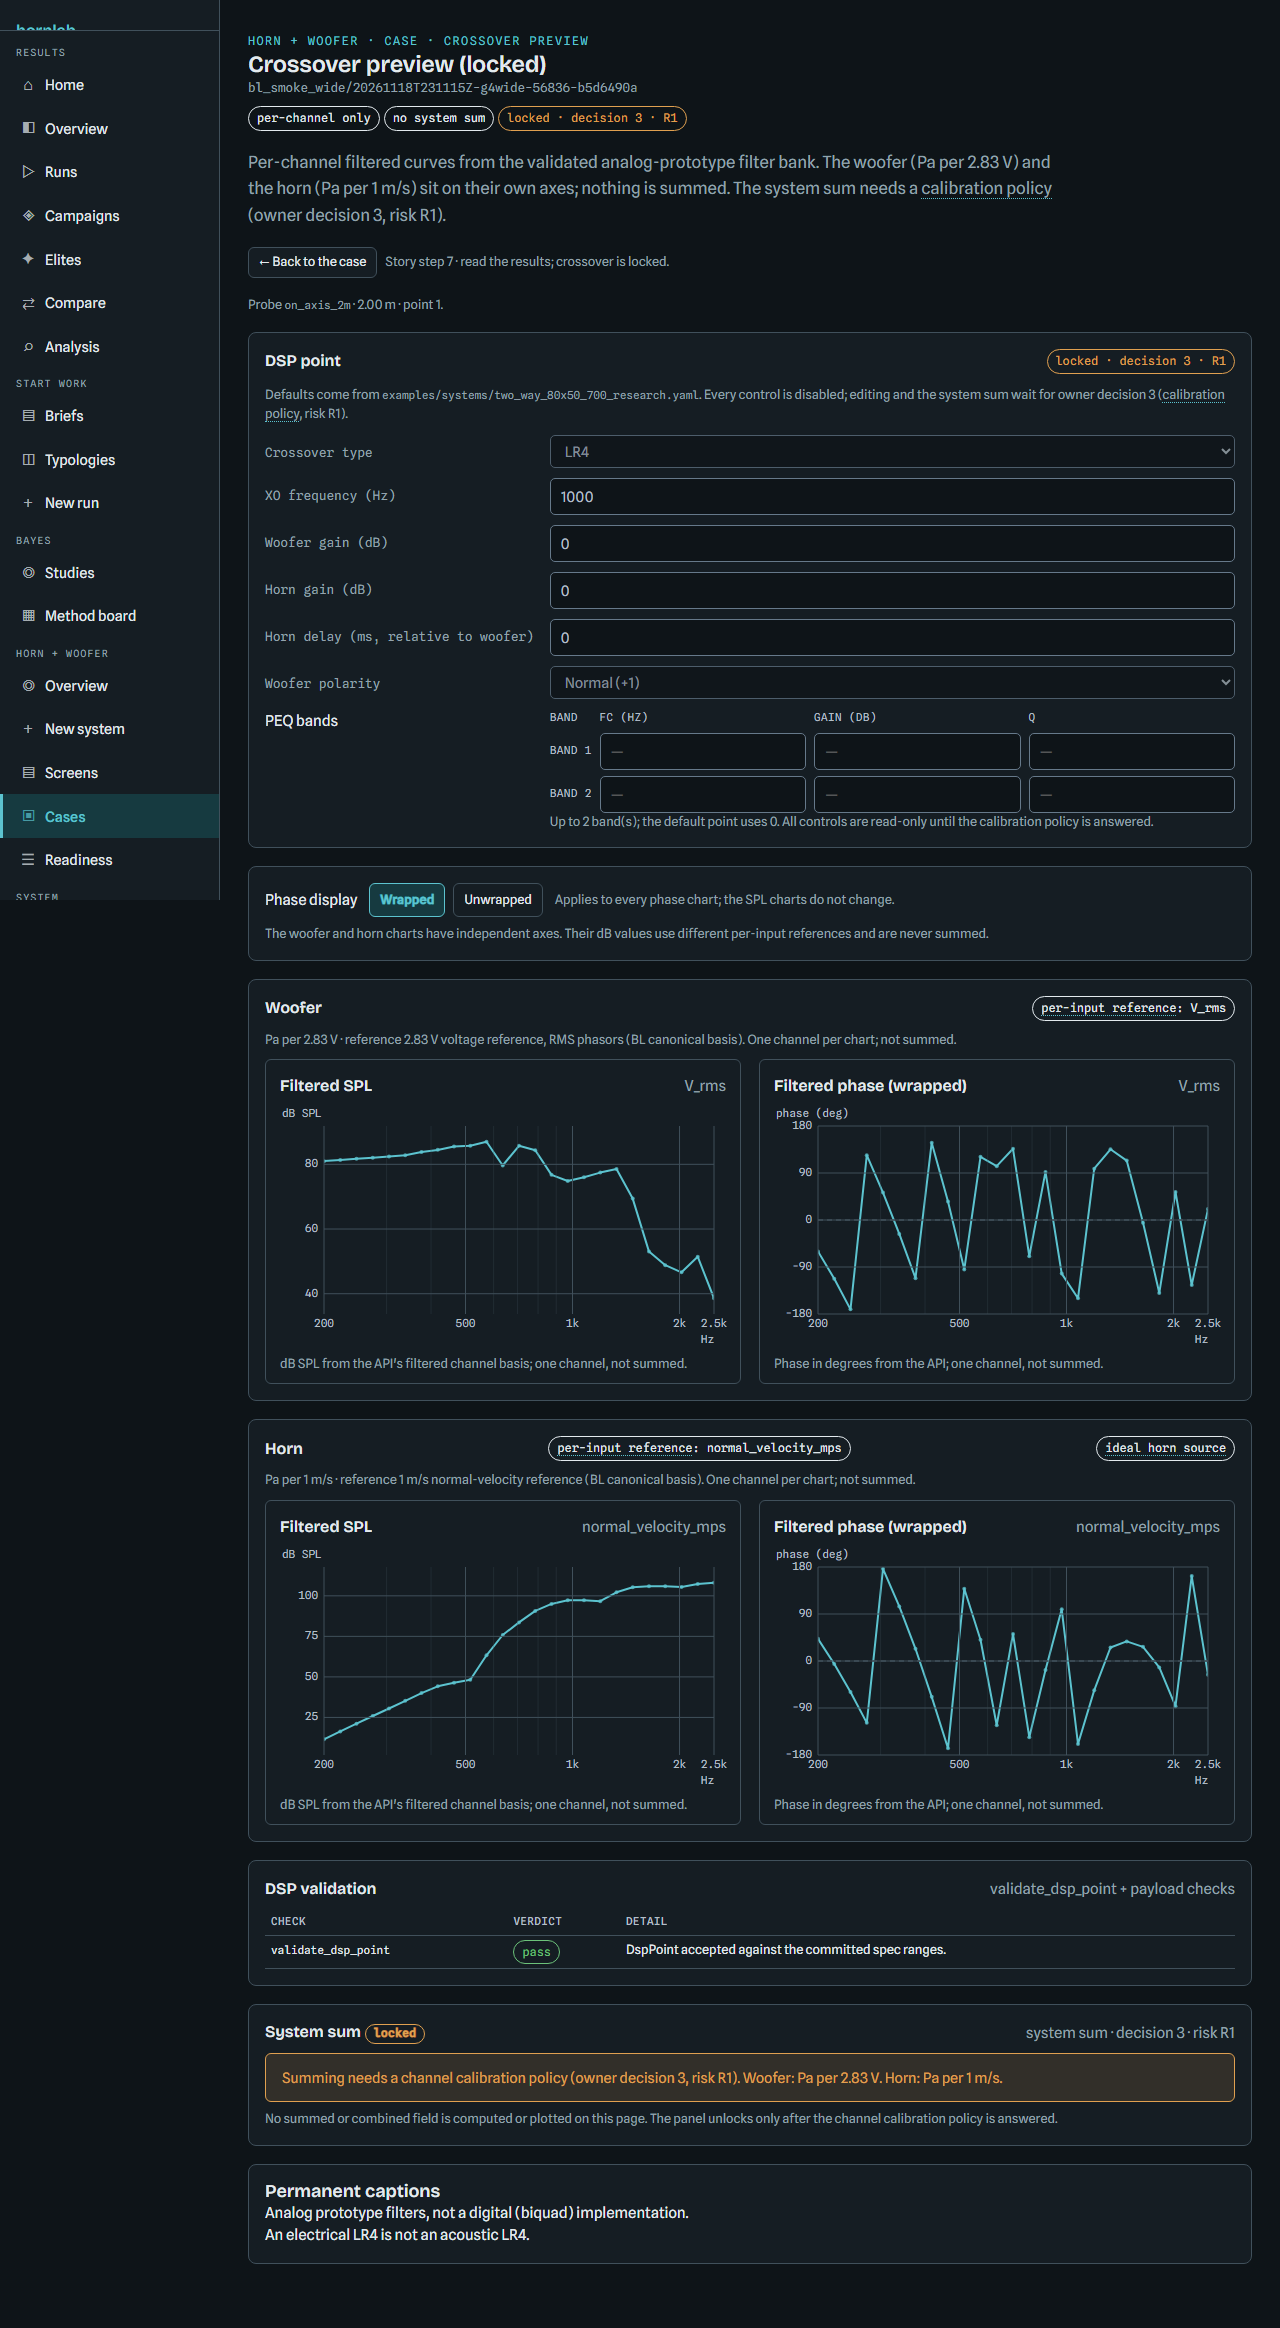 RESULTS
Home
Overview
Runs
Campaigns
Elites
Compare
Analysis
START WORK
Briefs
Typologies
New run
BAYES
Studies
Method board
HORN + WOOFER
Overview
New system
Screens
Cases
Readiness
SYSTEM
HORN + WOOFER · CASE · CROSSOVER PREVIEW
Crossover preview (locked)
bl_smoke_wide/20261118T231115Z-g4wide-56836-b5d6490a
per-channel only no system sum locked · decision 3 · R1
Per-channel filtered curves from the validated analog-prototype filter bank. The woofer (Pa per 2.83 V) and
the horn (Pa per 1 m/s) sit on their own axes; nothing is summed. The system sum needs a calibration policy
(owner decision 3, risk R1).
← Back to the case Story step 7 · read the results; crossover is locked.
Probe on_axis_2m · 2.00 m · point 1.
DSP point locked · decision 3 · R1
Defaults come from examples/systems/two_way_80x50_700_research.yaml. Every control is disabled; editing and the system sum wait for owner decision 3 (calibration
policy, risk R1).
Crossover type LR4
XO frequency (Hz) 1000
Woofer gain (dB) 0
Horn gain (dB) 0
Horn delay (ms, relative to woofer) 0
Woofer polarity Normal (+1)
PEQ bands BAND FC (HZ) GAIN (DB) Q
BAND 1 — — —
BAND 2 — — —
Up to 2 band(s); the default point uses 0. All controls are read-only until the calibration policy is answered.
Phase display Wrapped Unwrapped Applies to every phase chart; the SPL charts do not change.
The woofer and horn charts have independent axes. Their dB values use different per-input references and are never summed.
Woofer per-input reference: V_rms
Pa per 2.83 V · reference 2.83 V voltage reference, RMS phasors (BL canonical basis). One channel per chart; not summed.
Filtered SPL V_rms
dB SPL
80
60
40
200 500 1k 2k 2.5k
Hz
dB SPL from the API's filtered channel basis; one channel, not summed.
Filtered phase (wrapped) V_rms
phase (deg)
180
90
0
-90
-180
200 500 1k 2k 2.5k
Hz
Phase in degrees from the API; one channel, not summed.
Horn per-input reference: normal_velocity_mps ideal horn source
Pa per 1 m/s · reference 1 m/s normal-velocity reference (BL canonical basis). One channel per chart; not summed.
Filtered SPL normal_velocity_mps
dB SPL
100
75
50
25
200 500 1k 2k 2.5k
Hz
dB SPL from the API's filtered channel basis; one channel, not summed.
Filtered phase (wrapped) normal_velocity_mps
phase (deg)
180
90
0
-90
-180
200 500 1k 2k 2.5k
Hz
Phase in degrees from the API; one channel, not summed.
DSP validation validate_dsp_point + payload checks
CHECK VERDICT DETAIL
validate_dsp_point pass DspPoint accepted against the committed spec ranges.
System sum locked system sum · decision 3 · risk R1
Summing needs a channel calibration policy (owner decision 3, risk R1). Woofer: Pa per 2.83 V. Horn: Pa per 1 m/s.
No summed or combined field is computed or plotted on this page. The panel unlocks only after the channel calibration policy is answered.
Permanent captions
Analog prototype filters, not a digital (biquad) implementation.
An electrical LR4 is not an acoustic LR4.